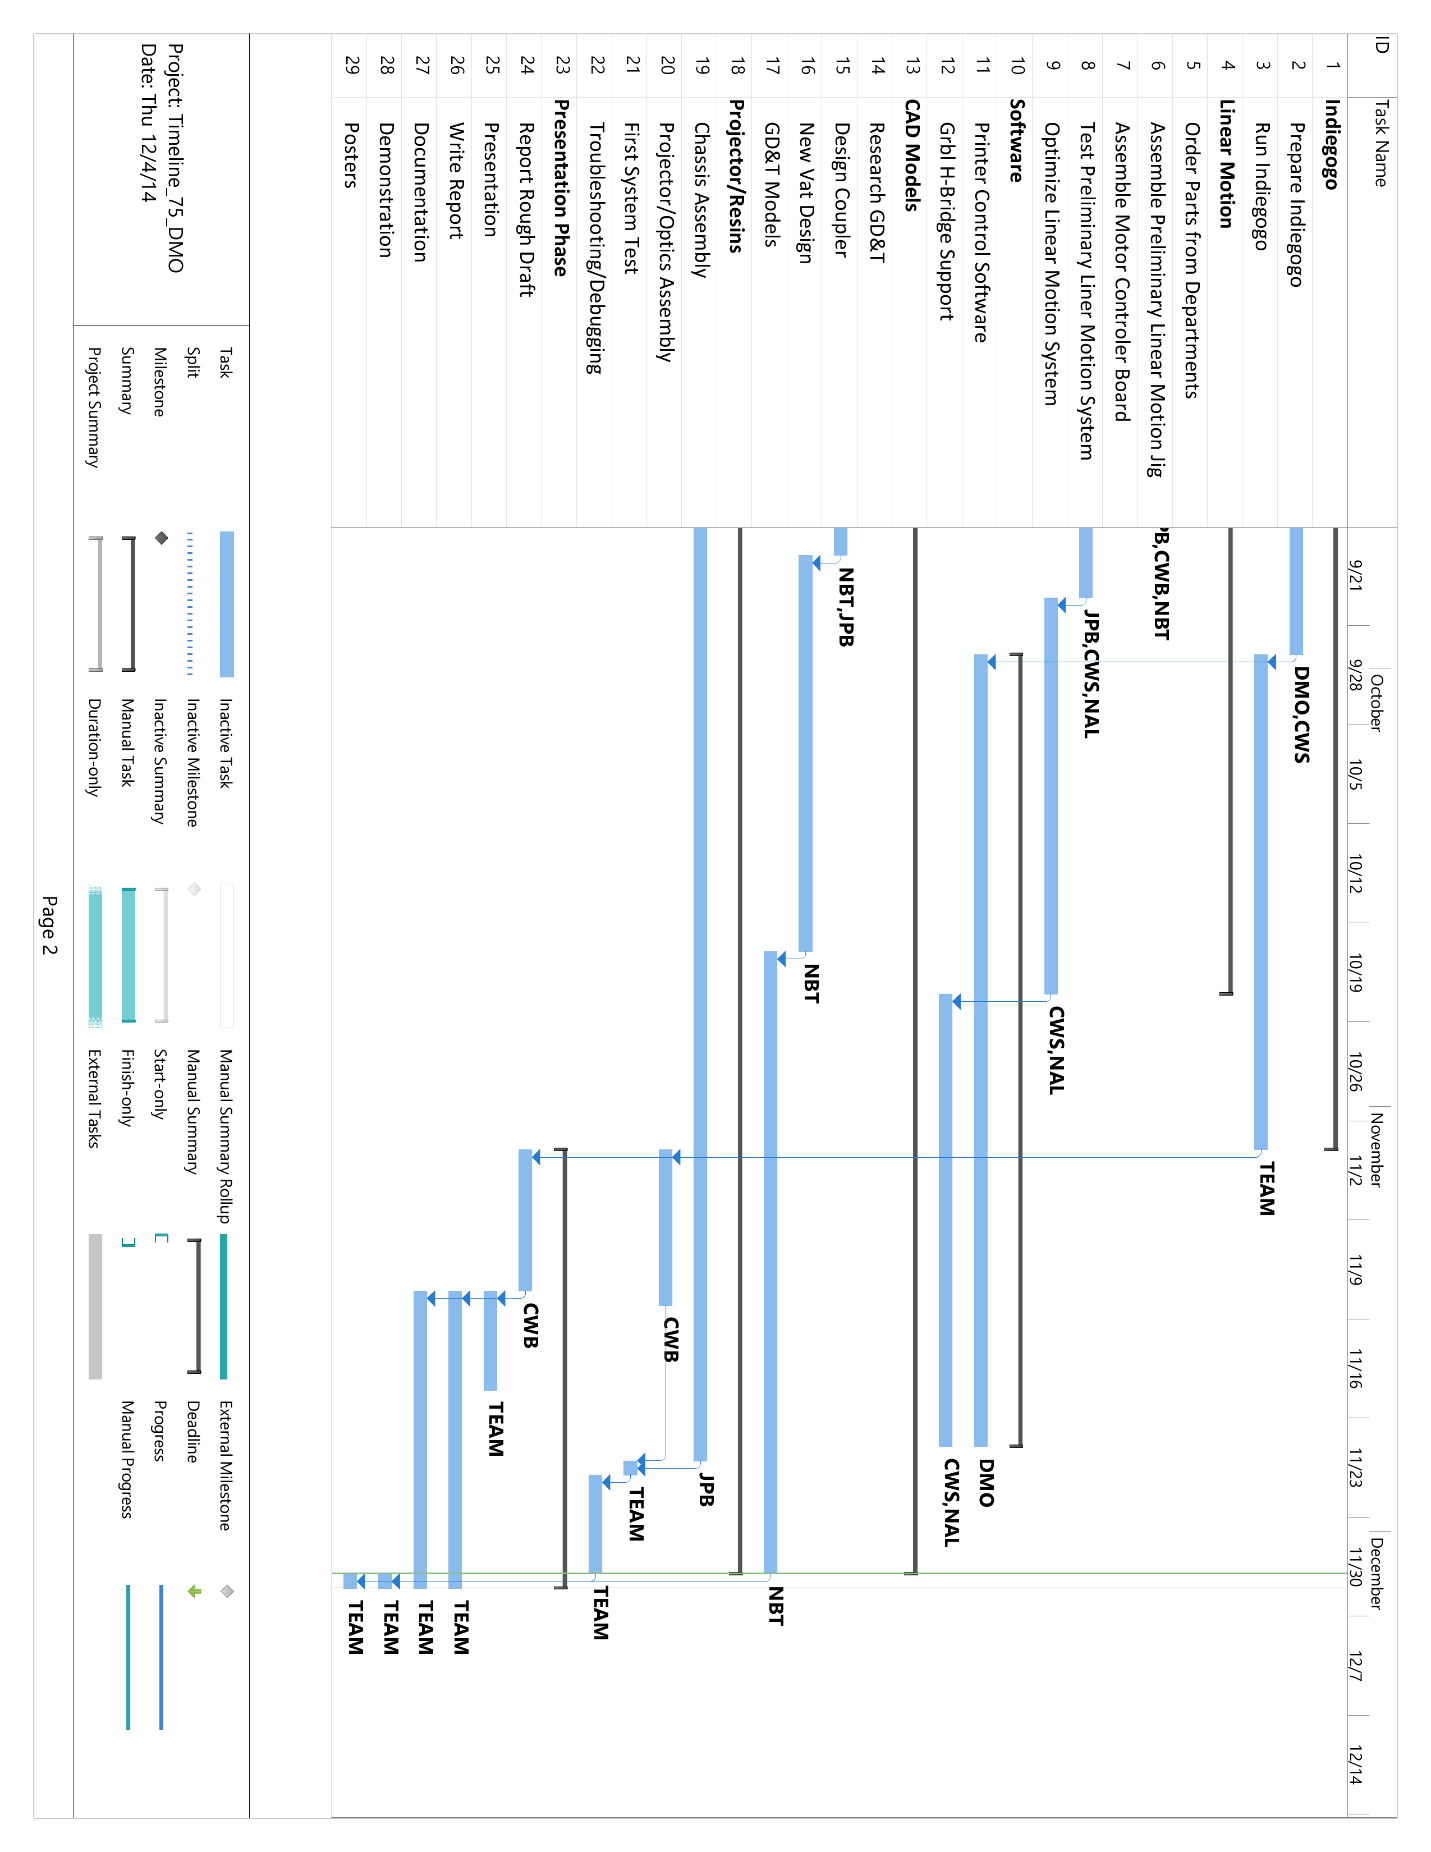 ID Task Name
October November December
9/21 9/28 10/5 10/12 10/19 10/26 11/2 11/9 11/16 11/23 11/30 12/7 12/14
1 Indiegogo
2 Prepare Indiegogo DMO,CWS
3 Run Indiegogo TEAM
4 Linear Motion
5 Order Parts from Departments
6 Assemble Preliminary Linear Motion Jig PB,CWB,NBT
7 Assemble Motor Controler Board
8 Test Preliminary Liner Motion System JPB,CWS,NAL
9 Optimize Linear Motion System CWS,NAL
10 Software
11 Printer Control Software DMO
12 Grbl H-Bridge Support CWS,NAL
13 CAD Models
14 Research GD&T
15 Design Coupler NBT,JPB
16 New Vat Design NBT
17 GD&T Models NBT
18 Projector/Resins
19 Chassis Assembly JPB
20 Projector/Optics Assembly CWB
21 First System Test TEAM
22 Troubleshooting/Debugging TEAM
23 Presentation Phase
24 Report Rough Draft CWB
25 Presentation TEAM
26 Write Report TEAM
27 Documentation TEAM
28 Demonstration TEAM
29 Posters TEAM
Project: Timeline_75_DMO
Date: Thu 12/4/14
Task Inactive Task Manual Summary Rollup External Milestone
Split Inactive Milestone Manual Summary Deadline
Milestone Inactive Summary Start-only Progress
Summary Manual Task Finish-only Manual Progress
Project Summary Duration-only External Tasks
Page 2